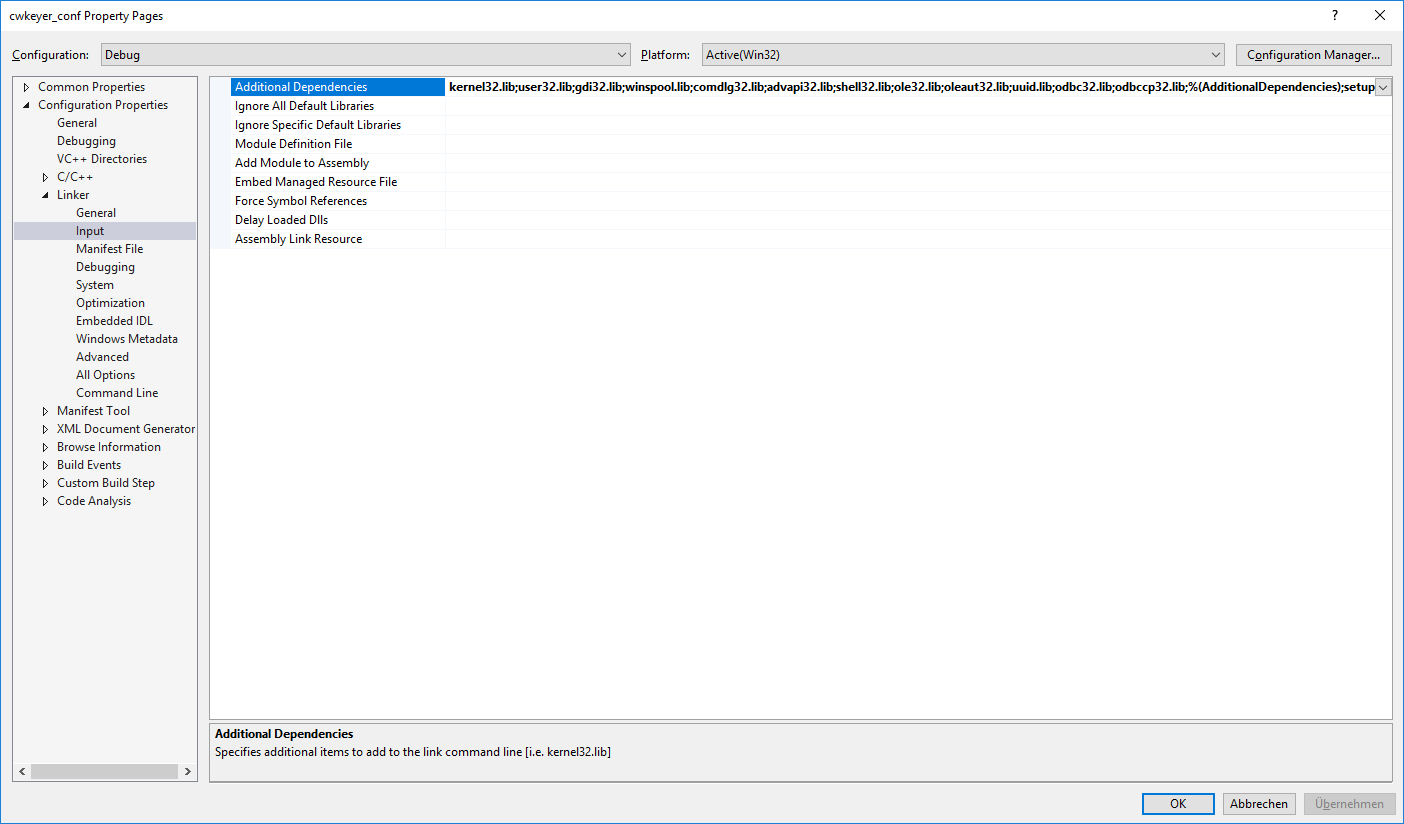 cwkeyer_conf Property Pages
?
Configuration: Debug Platform: Active(Win32) Configuration Manager...
Common Properties
Configuration Properties
General
Debugging
VC++ Directories
C/C++
Linker
General
Input
Manifest File
Debugging
System
Optimization
Embedded IDL
Windows Metadata
Advanced
All Options
Command Line
Manifest Tool
XML Document Generator
Browse Information
Build Events
Custom Build Step
Code Analysis
Additional Dependencies kernel32.lib;user32.lib;gdi32.lib;winspool.lib;comdlg32.lib;advapi32.lib;shell32.lib;ole32.lib;oleaut32.lib;uuid.lib;odbc32.lib;odbccp32.lib;%(AdditionalDependencies);setup
Ignore All Default Libraries
Ignore Specific Default Libraries
Module Definition File
Add Module to Assembly
Embed Managed Resource File
Force Symbol References
Delay Loaded Dlls
Assembly Link Resource
Additional Dependencies
Specifies additional items to add to the link command line [i.e. kernel32.lib]
OK Abbrechen Übernehmen